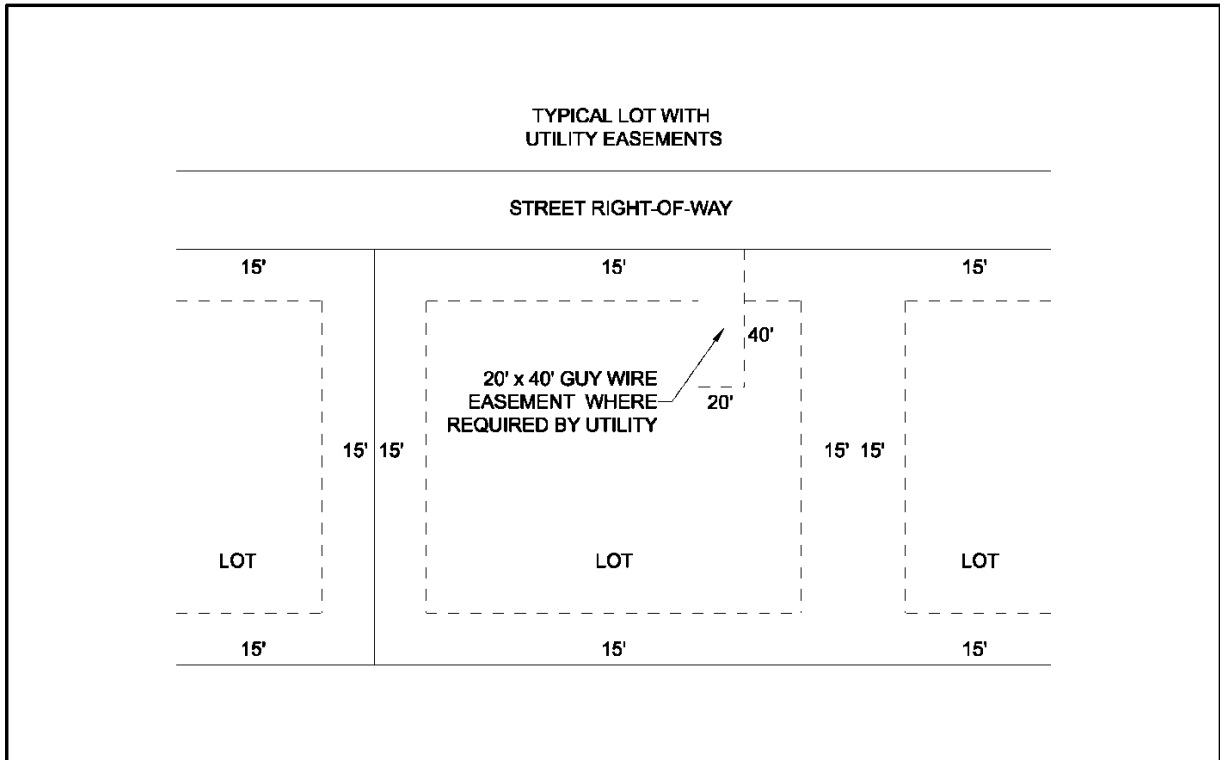 TYPICAL LOT WITH
UTILITY EASEMENTS
STREET RIGHT-OF-WAY
15' 15' 15'
40'
20' x 40' GUY WIRE
EASEMENT WHERE
REQUIRED BY UTILITY
20'
15' 15' 15' 15'
LOT LOT LOT
15' 15' 15'